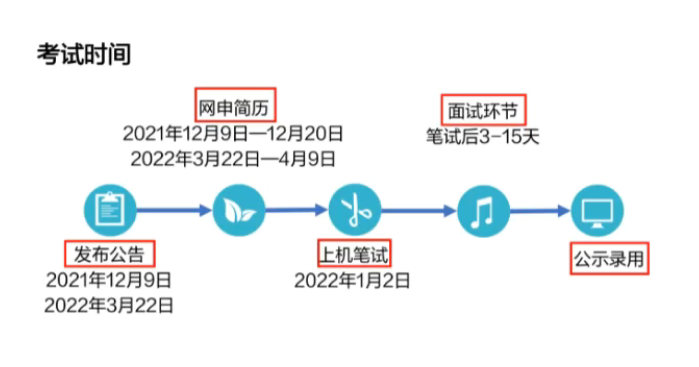 考试时间
网申简历
2021年12月9日—12月20日
2022年3月22日—4月9日
面试环节
笔试后3-15天
发布公告
2021年12月9日
2022年3月22日
上机笔试
2022年1月2日
公示录用